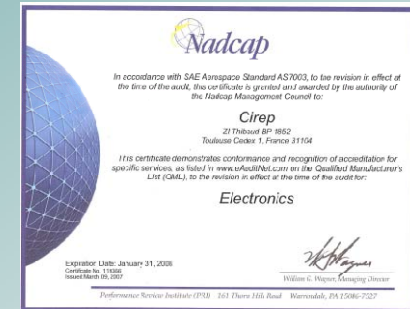 Nadcap
In accordance with SAE Aerospace Standard AS7003, to the revision in effect at
the time of the audit, this certificate is granted and awarded by the authority of
the Nadcap Management Council to:
Cirep
ZI Thibaud BP 1852
Toulouse Cedex 1, France 31104
This certificate demonstrates conformance and recognition of accreditation for
specific services, as listed in www.eAuditNet.com on the Qualified Manufacturer's
List (QML), to the revision in effect at the time of the audit for:
Electronics
Expiration Date: January 31, 2008
Certificate No.
Issued March 09, 2007
William G. Wagner, Managing Director
Performance Review Institute (PRI) 161 Thorn Hill Road Warrendale, PA 15086-7527